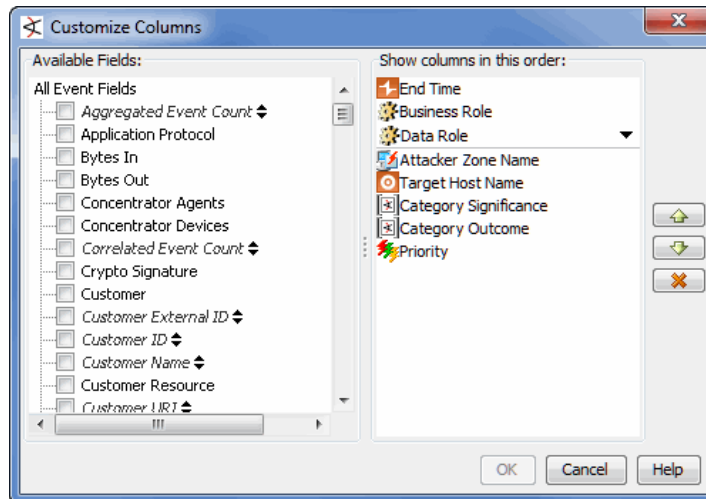 Customize Columns
Available Fields:
All Event Fields
Aggregated Event Count
Application Protocol
Bytes In
Bytes Out
Concentrator Agents
Concentrator Devices
Correlated Event Count
Crypto Signature
Customer
Customer External ID
Customer ID
Customer Name
Customer Resource
Customer URI
Show columns in this order:
End Time
Business Role
Data Role
Attacker Zone Name
Target Host Name
Category Significance
Category Outcome
Priority
OK
Cancel
Help